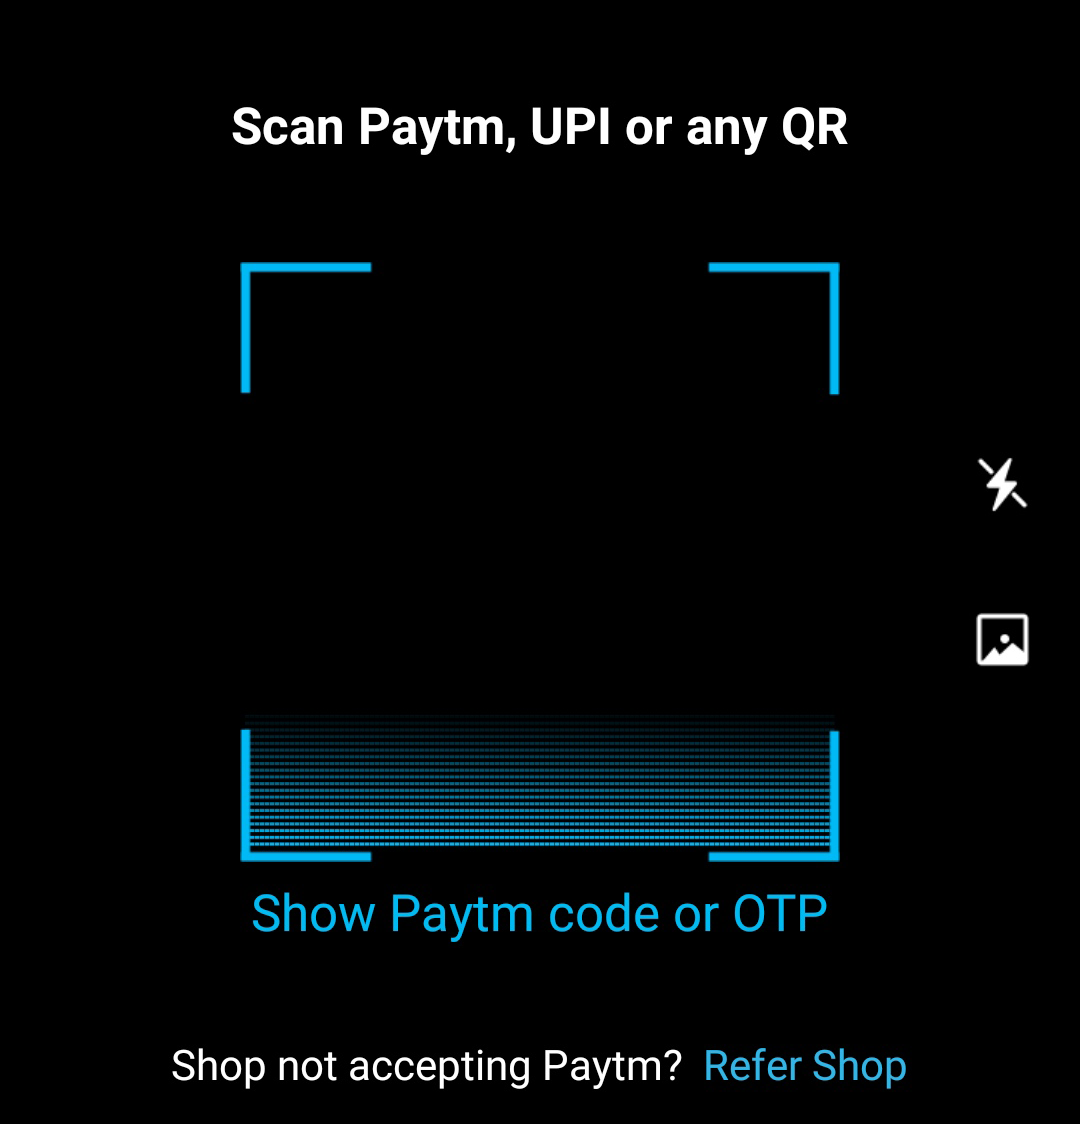 Scan Paytm, UPI or any QR
Show Paytm code or OTP
Shop not accepting Paytm? Refer Shop